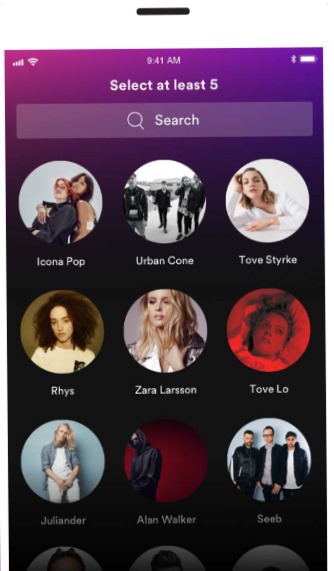 9:41 AM
Select at least 5
Search
Icona Pop
Urban Cone
Tove Styrke
Rhys
Zara Larsson
Tove Lo
Juliander
Alan Walker
Seeb